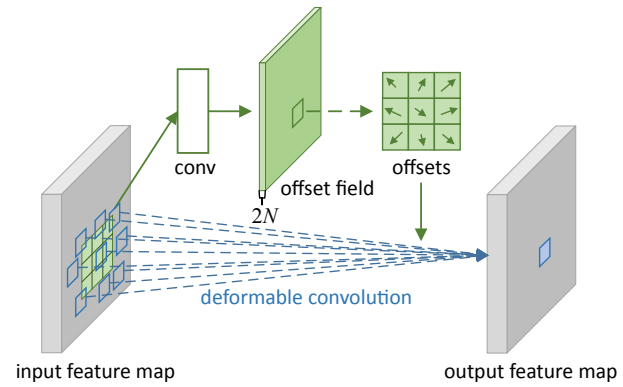 conv
offset field
offsets
2N
deformable convolution
input feature map
output feature map